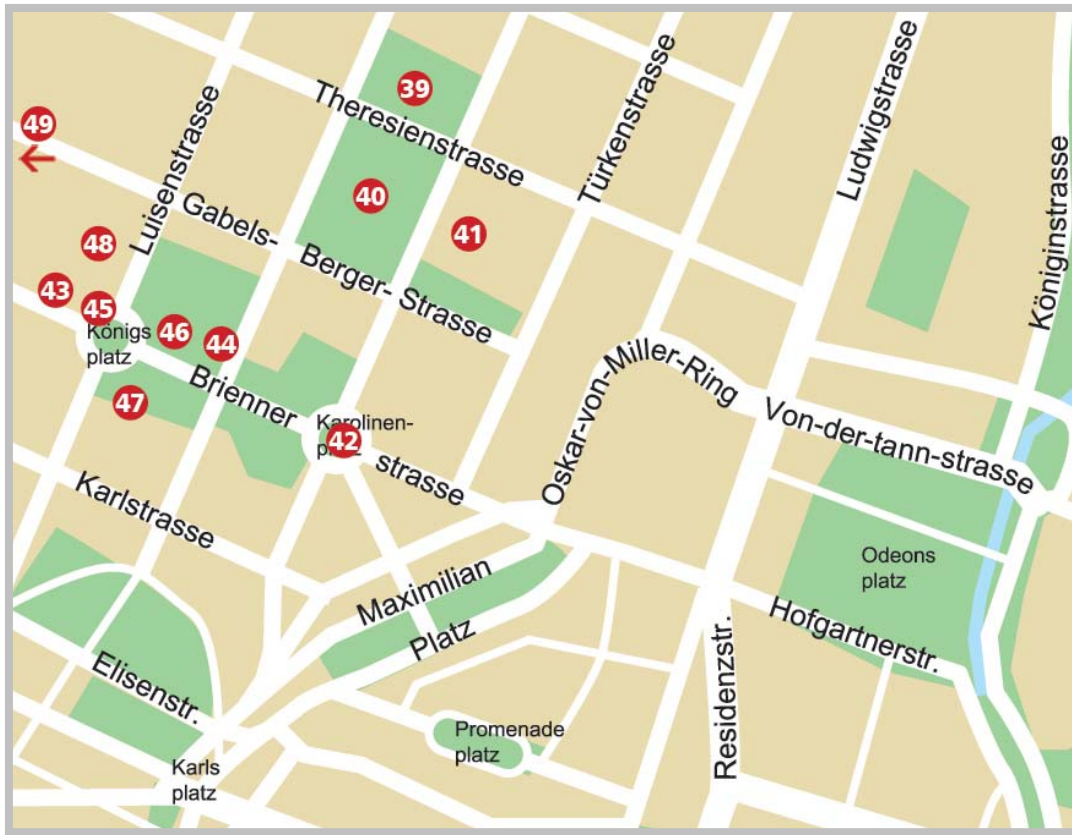 39
Theresienstrasse
Türkenstrasse
Ludwigstrasse
Königinstrasse
49
Luisenstrasse
40
41
Gabels-
Berger- Strasse
48
43
45
Königs
platz
46
44
47
Brienner
Karolinen-
42
strasse
Oskar-von-Miller-Ring
Von-der-tann-strasse
Karlstrasse
Maximilian
Platz
Odeons
platz
Hofgartnerstr.
Residenzstr.
Elisenstr.
Promenade
platz
Karls
platz